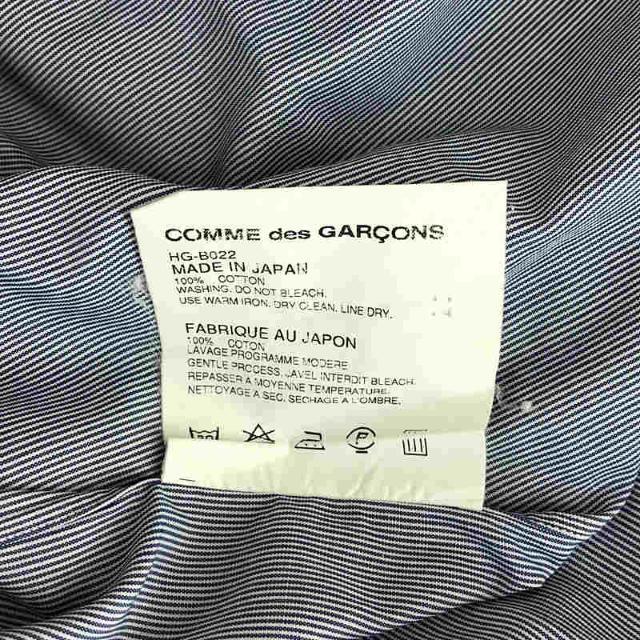 COMME des GARÇONS
HG-B022
MADE IN JAPAN
100% COTTON
WASHING. DO NOT BLEACH.
USE WARM IRON. DRY CLEAN. LINE DRY.
FABRIQUE AU JAPON
100% COTON
LAVAGE PROGRAMME MODERE
GENTLE PROCESS. JAVEL INTERDIT BLEACH.
REPASSER A MOYENNE TEMPERATURE.
NETTOYAGE A SEC. SECHAGE A L'OMBRE.
P